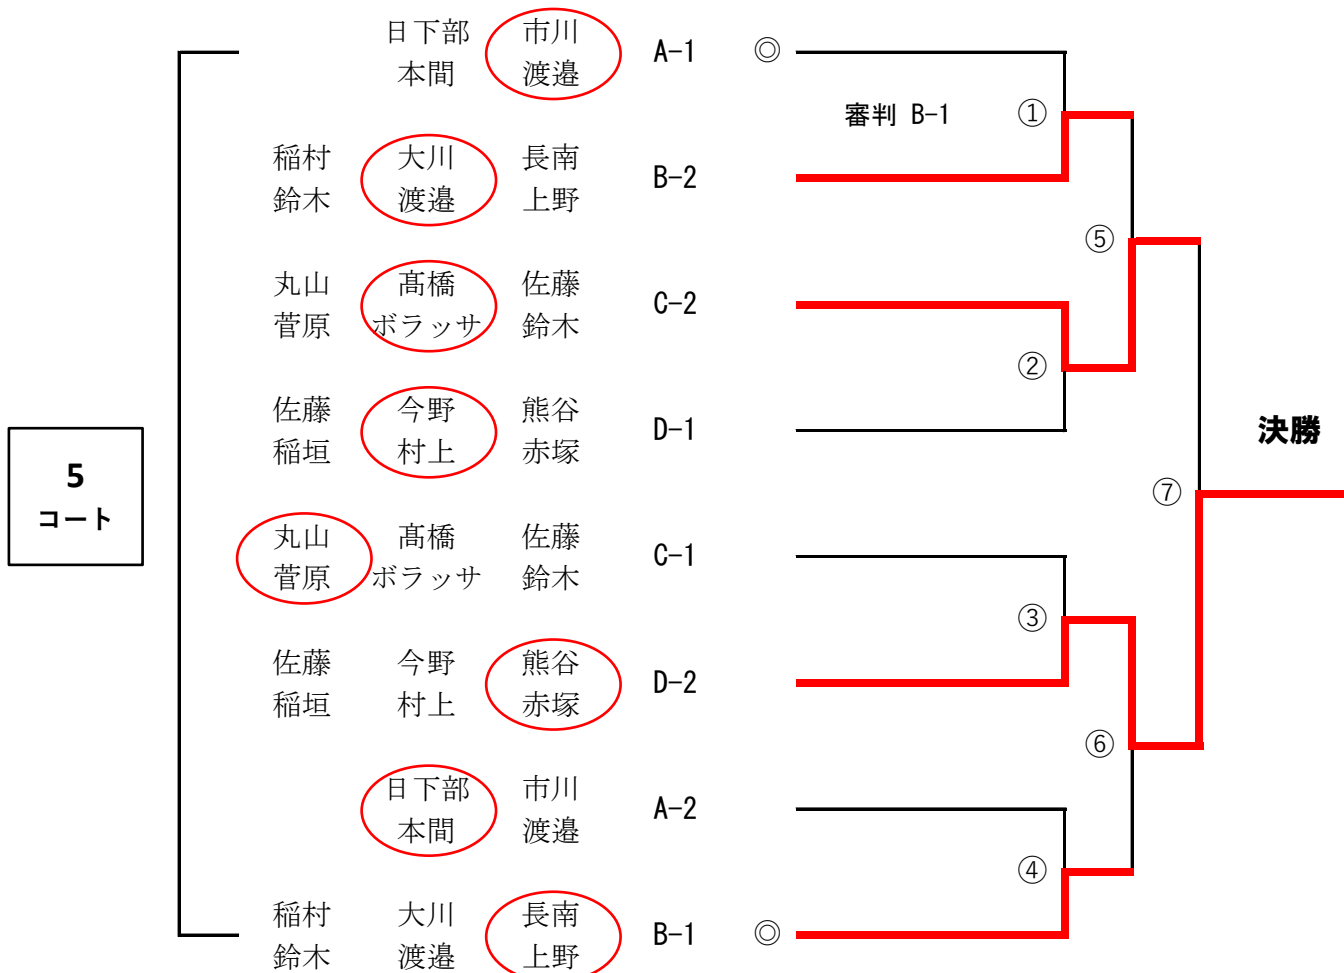 日下部 市川 A-1 ◎
本間 渡邉
審判 B-1 ①
稲村 大川 長南 B-2
鈴木 渡邉 上野
⑤
丸山 髙橋 佐藤 C-2
菅原 ボラッサ 鈴木
②
佐藤 今野 熊谷 D-1
稲垣 村上 赤塚
決勝
5
コート
⑦
丸山 髙橋 佐藤 C-1
菅原 ボラッサ 鈴木
③
佐藤 今野 熊谷 D-2
稲垣 村上 赤塚
⑥
日下部 市川 A-2
本間 渡邉
④
稲村 大川 長南 B-1 ◎
鈴木 渡邉 上野